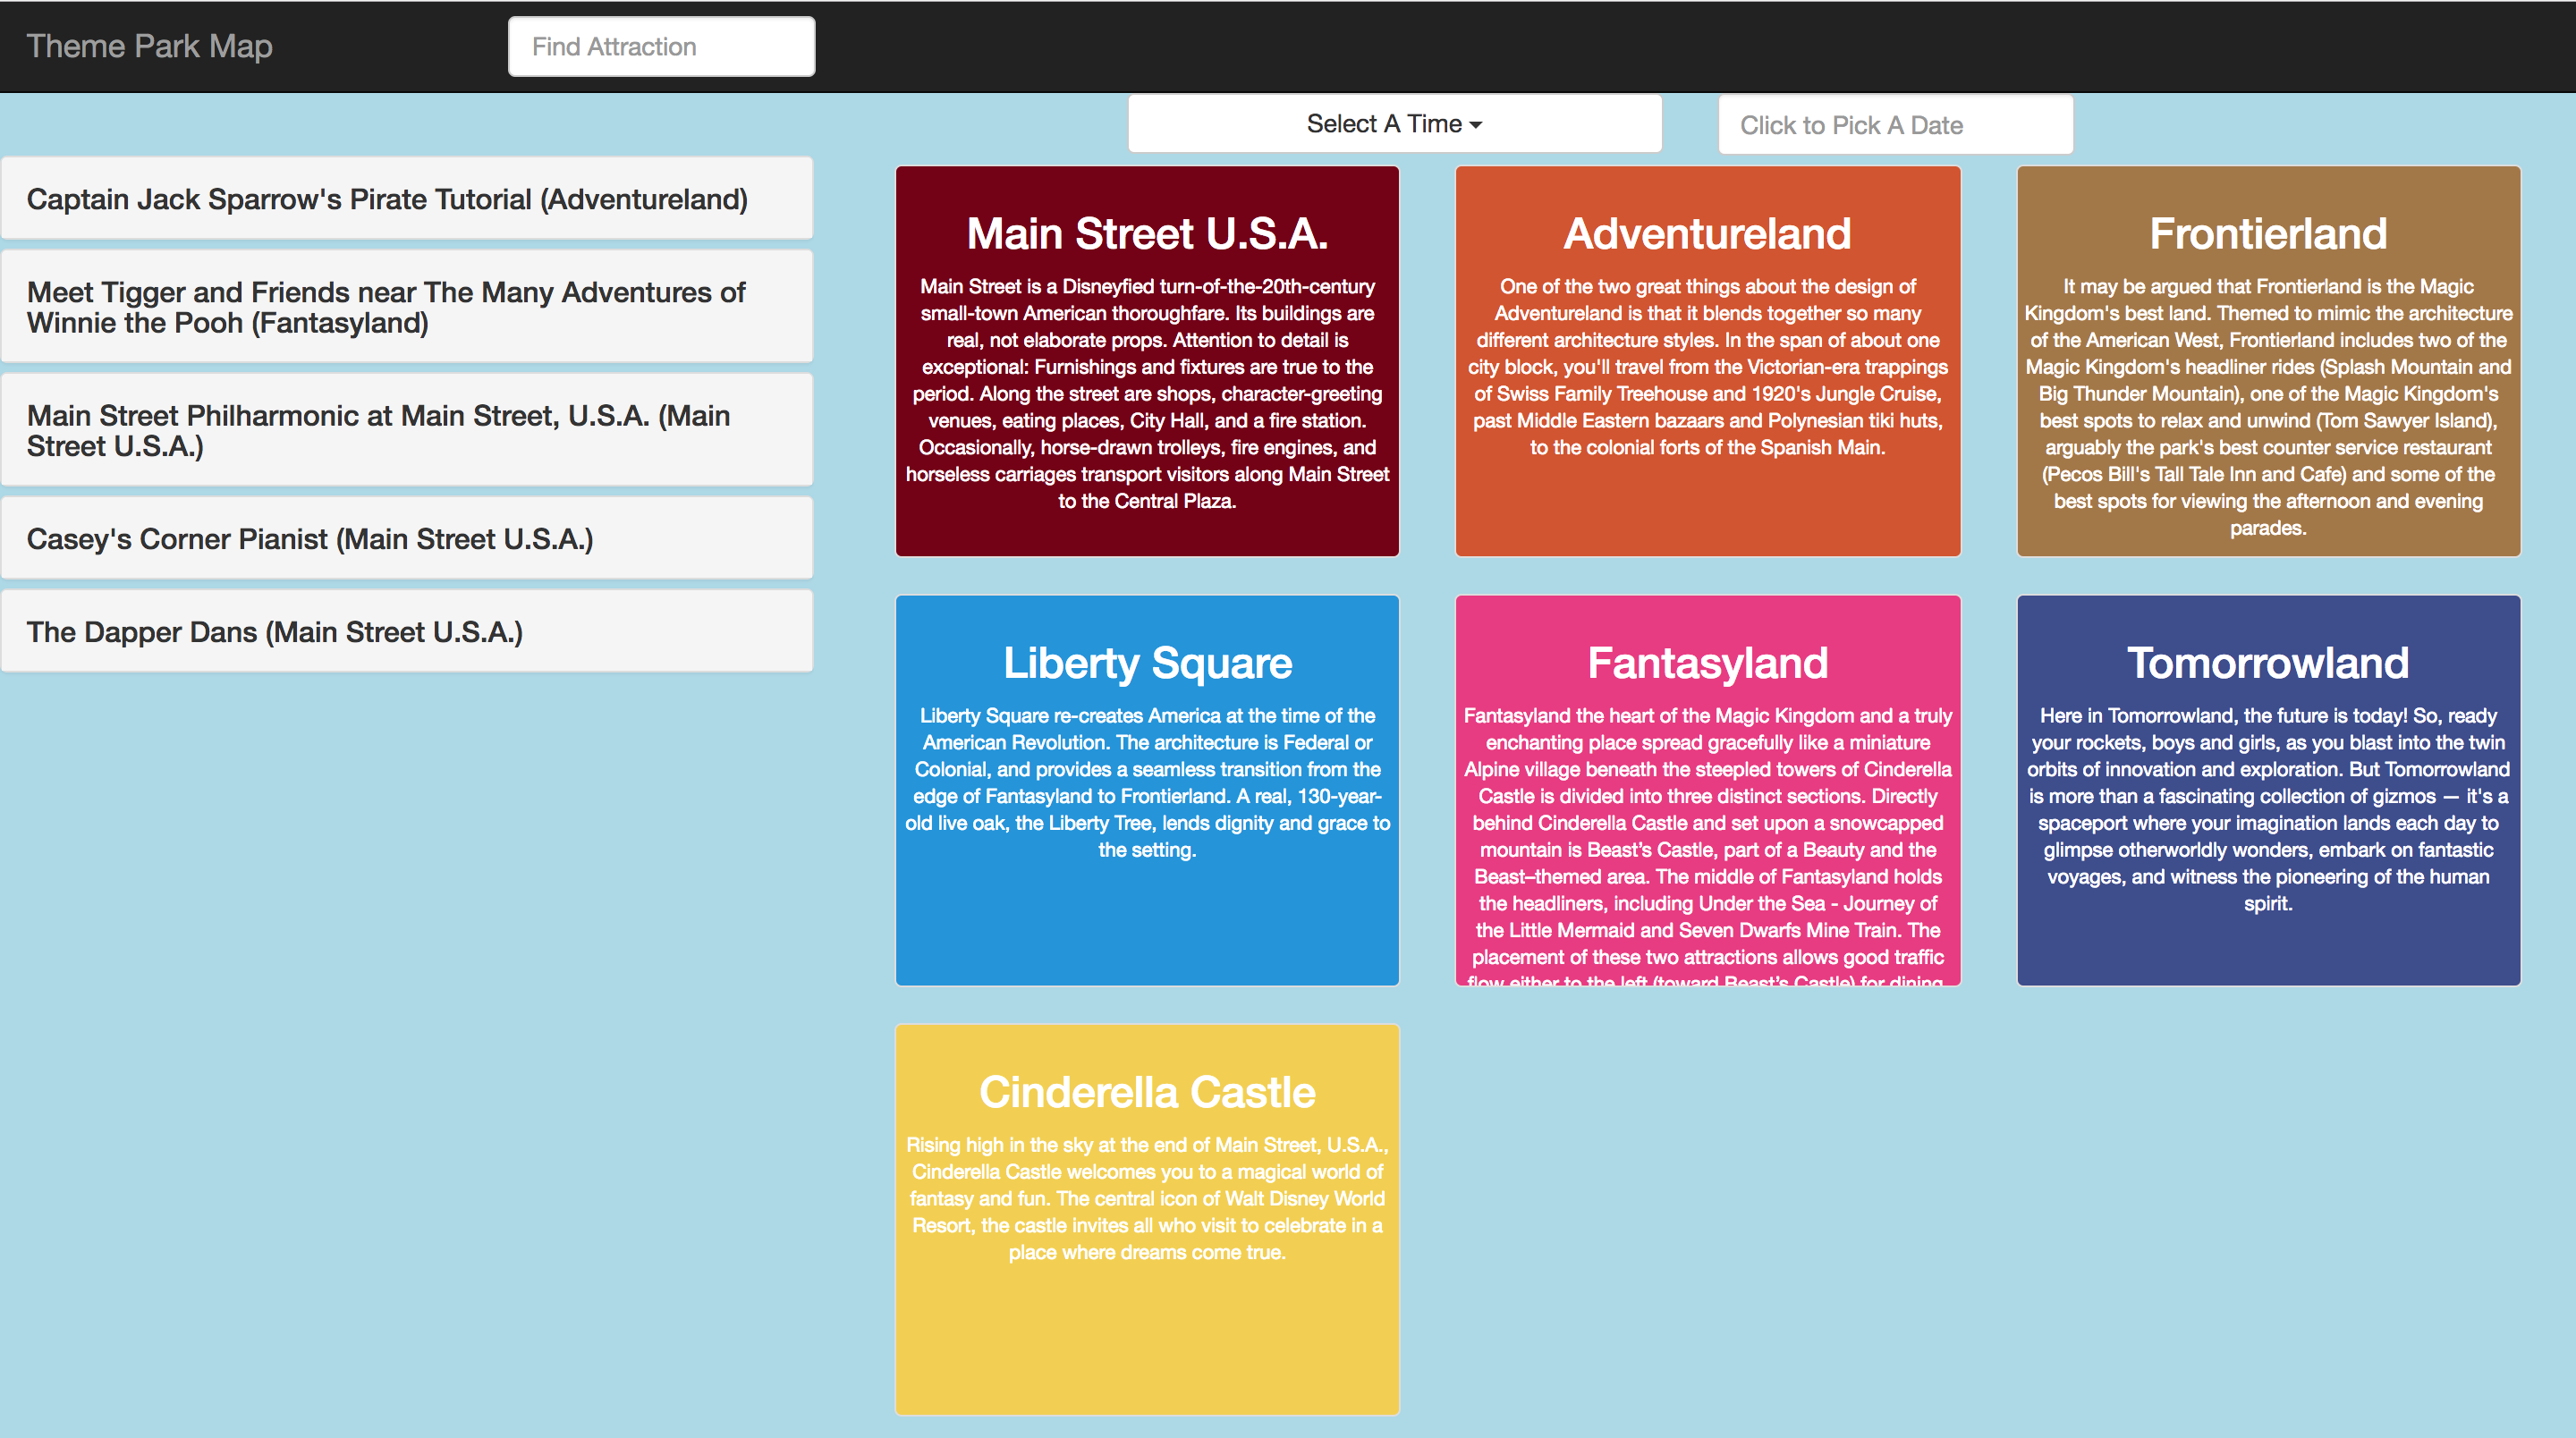 Theme Park Map
Find Attraction
Select A Time
Click to Pick A Date
Captain Jack Sparrow's Pirate Tutorial (Adventureland)
Meet Tigger and Friends near The Many Adventures of
Winnie the Pooh (Fantasyland)
Main Street Philharmonic at Main Street, U.S.A. (Main
Street U.S.A.)
Casey's Corner Pianist (Main Street U.S.A.)
The Dapper Dans (Main Street U.S.A.)
Main Street U.S.A.
Main Street is a Disneyfied turn-of-the-20th-century
small-town American thoroughfare. Its buildings are
real, not elaborate props. Attention to detail is
exceptional: Furnishings and fixtures are true to the
period. Along the street are shops, character-greeting
venues, eating places, City Hall, and a fire station.
Occasionally, horse-drawn trolleys, fire engines, and
horseless carriages transport visitors along Main Street
to the Central Plaza.
Adventureland
One of the two great things about the design of
Adventureland is that it blends together so many
different architecture styles. In the span of about one
city block, you'll travel from the Victorian-era trappings
of Swiss Family Treehouse and 1920's Jungle Cruise,
past Middle Eastern bazaars and Polynesian tiki huts,
to the colonial forts of the Spanish Main.
Frontierland
It may be argued that Frontierland is the Magic
Kingdom's best land. Themed to mimic the architecture
of the American West, Frontierland includes two of the
Magic Kingdom's headliner rides (Splash Mountain and
Big Thunder Mountain), one of the Magic Kingdom's
best spots to relax and unwind (Tom Sawyer Island),
arguably the park's best counter service restaurant
(Pecos Bill's Tall Tale Inn and Cafe) and some of the
best spots for viewing the afternoon and evening
parades.
Liberty Square
Liberty Square re-creates America at the time of the
American Revolution. The architecture is Federal or
Colonial, and provides a seamless transition from the
edge of Fantasyland to Frontierland. A real, 130-year-
old live oak, the Liberty Tree, lends dignity and grace to
the setting.
Fantasyland
Fantasyland the heart of the Magic Kingdom and a truly
enchanting place spread gracefully like a miniature
Alpine village beneath the steepled towers of Cinderella
Castle is divided into three distinct sections. Directly
behind Cinderella Castle and set upon a snowcapped
mountain is Beast’s Castle, part of a Beauty and the
Beast–themed area. The middle of Fantasyland holds
the headliners, including Under the Sea - Journey of
the Little Mermaid and Seven Dwarfs Mine Train. The
placement of these two attractions allows good traffic
flow either to the left (toward Beast’s Castle) for dining,
Tomorrowland
Here in Tomorrowland, the future is today! So, ready
your rockets, boys and girls, as you blast into the twin
orbits of innovation and exploration. But Tomorrowland
is more than a fascinating collection of gizmos — it's a
spaceport where your imagination lands each day to
glimpse otherworldly wonders, embark on fantastic
voyages, and witness the pioneering of the human
spirit.
Cinderella Castle
Rising high in the sky at the end of Main Street, U.S.A.,
Cinderella Castle welcomes you to a magical world of
fantasy and fun. The central icon of Walt Disney World
Resort, the castle invites all who visit to celebrate in a
place where dreams come true.